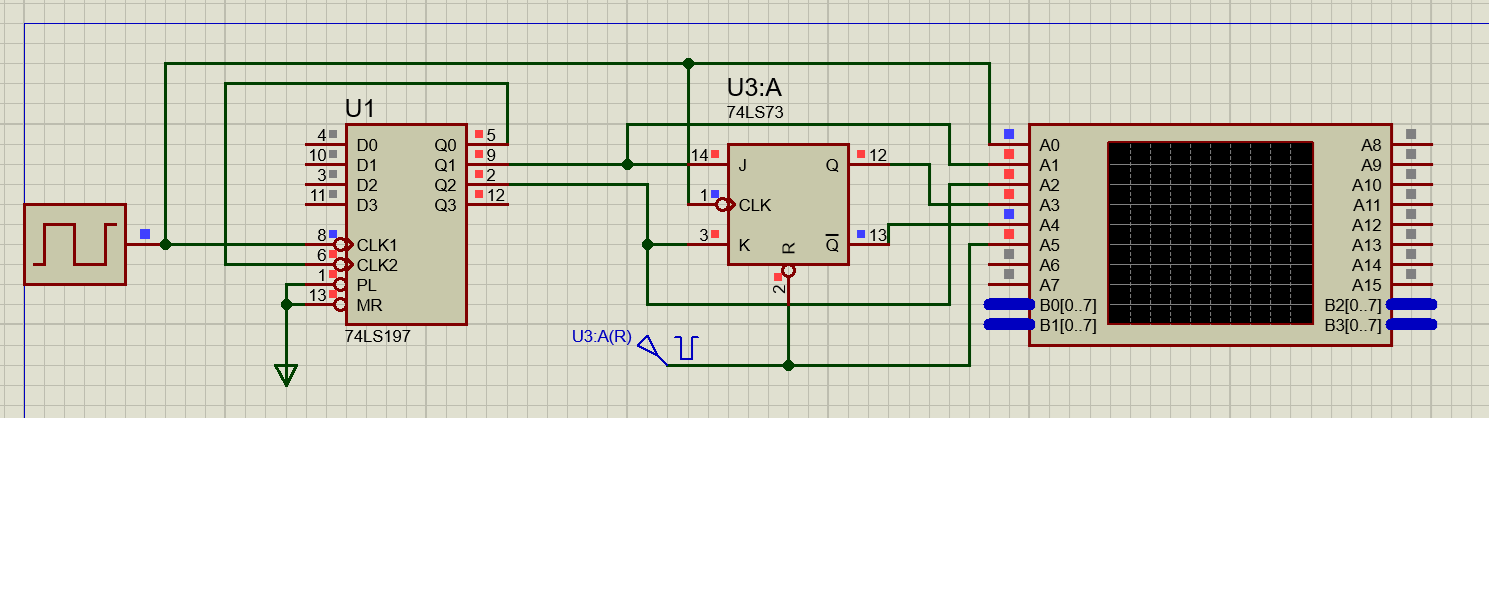 U1
4 D0 Q0 5
10 D1 Q1 9
3 D2 Q2 2
11 D3 Q3 12
8 CLK1
6 CLK2
1 PL
13 MR
74LS197
U3:A
74LS73
14 J Q 12
1 CLK
3 K Q 13
R
2
U3:A(R)
A0 A8
A1 A9
A2 A10
A3 A11
A4 A12
A5 A13
A6 A14
A7 A15
B0[0..7] B2[0..7]
B1[0..7] B3[0..7]